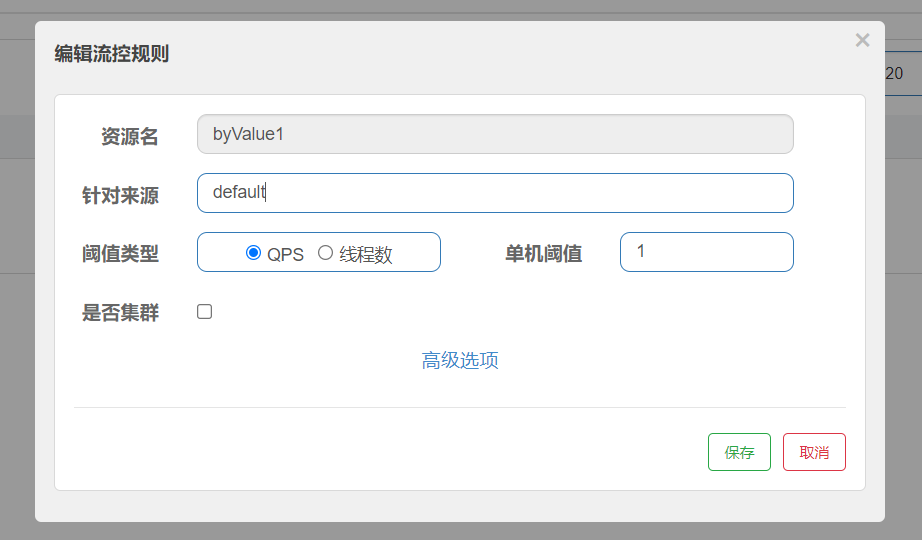 编辑流控规则
×
20
资源名 byValue1
针对来源 default
阈值类型 QPS 线程数 单机阈值 1
是否集群
高级选项
保存 取消